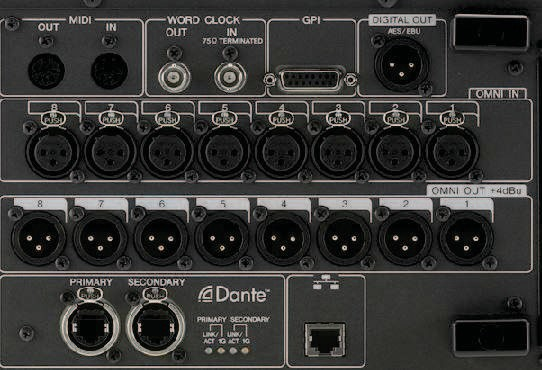 MIDI
OUT IN
WORD CLOCK
OUT IN
75Ω TERMINATED
GPI
DIGITAL OUT
AES/EBU
OMNI IN
8 7 6 5 4 3 2 1
PUSH PUSH PUSH PUSH PUSH PUSH PUSH PUSH
OMNI OUT +4dBu
8 7 6 5 4 3 2 1
PRIMARY SECONDARY
PUSH PUSH
Dante™
PRIMARY SECONDARY
LINK/ LINK/
ACT 1G ACT 1G